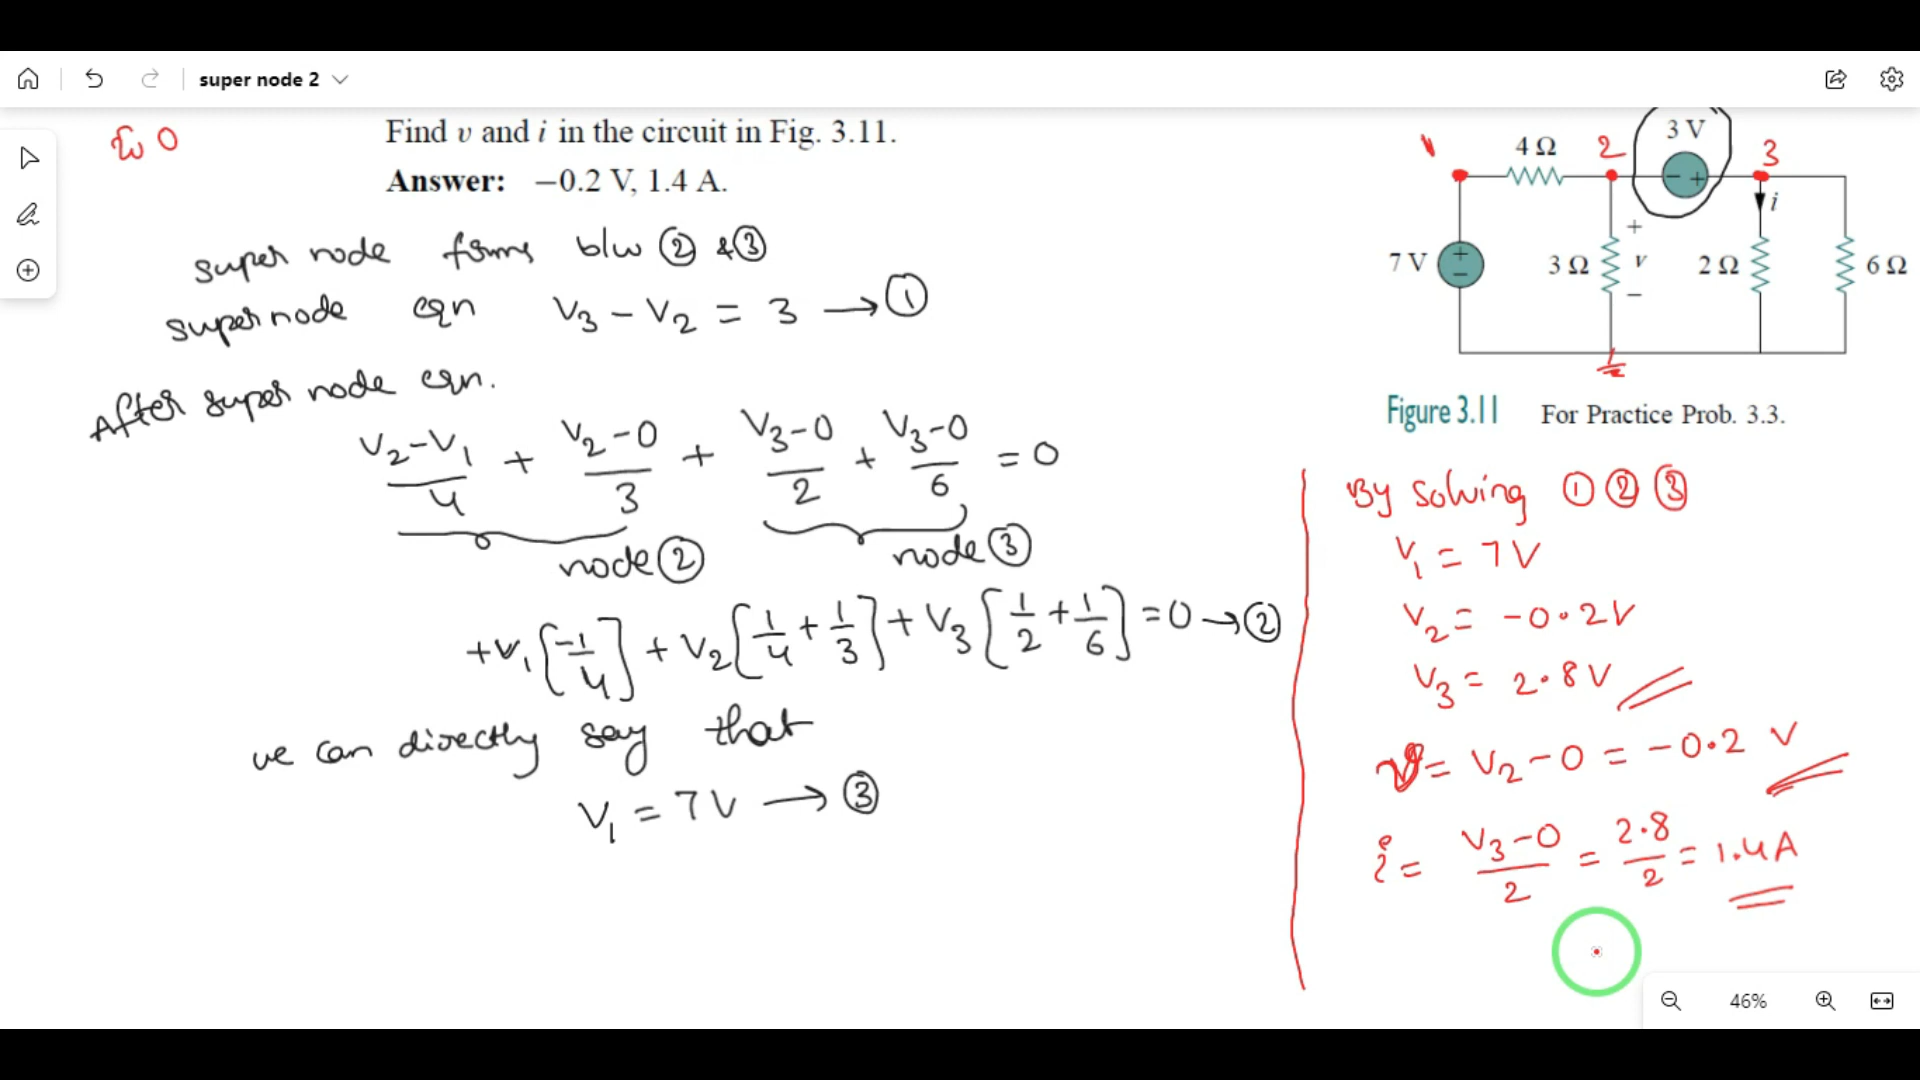 super node 2
Find v and i in the circuit in Fig. 3.11.
Answer: −0.2 V, 1.4 A.
super node forms b/w ② & ③
supernode eqn V₃ − V₂ = 3 → ①
After super node eqn.
(V₂−V₁)/4 + (V₂−0)/3 + (V₃−0)/2 + (V₃−0)/6 = 0
node ② node ③
+V₁[−1/4] + V₂[1/4 + 1/3] + V₃[1/2 + 1/6] = 0 → ②
we can directly say that
V₁ = 7V → ③
4 Ω 2 3 V 3
− +
i
7 V + − 3 Ω + v − 2 Ω 6 Ω
Figure 3.11 For Practice Prob. 3.3.
By solving ① ② ③
V₁ = 7V
V₂ = −0.2V
V₃ = 2.8V
v = V₂ − 0 = −0.2 V
i = (V₃−0)/2 = 2.8/2 = 1.4A
46%